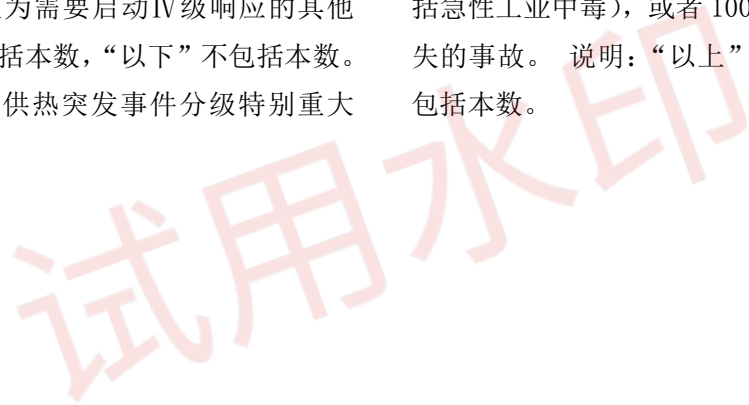 为需要启动Ⅳ级响应的其他
括本数，“以下”不包括本数。
供热突发事件分级特别重大
括急性工业中毒），或者 100
失的事故。 说明：“以上”
包括本数。
试用水印